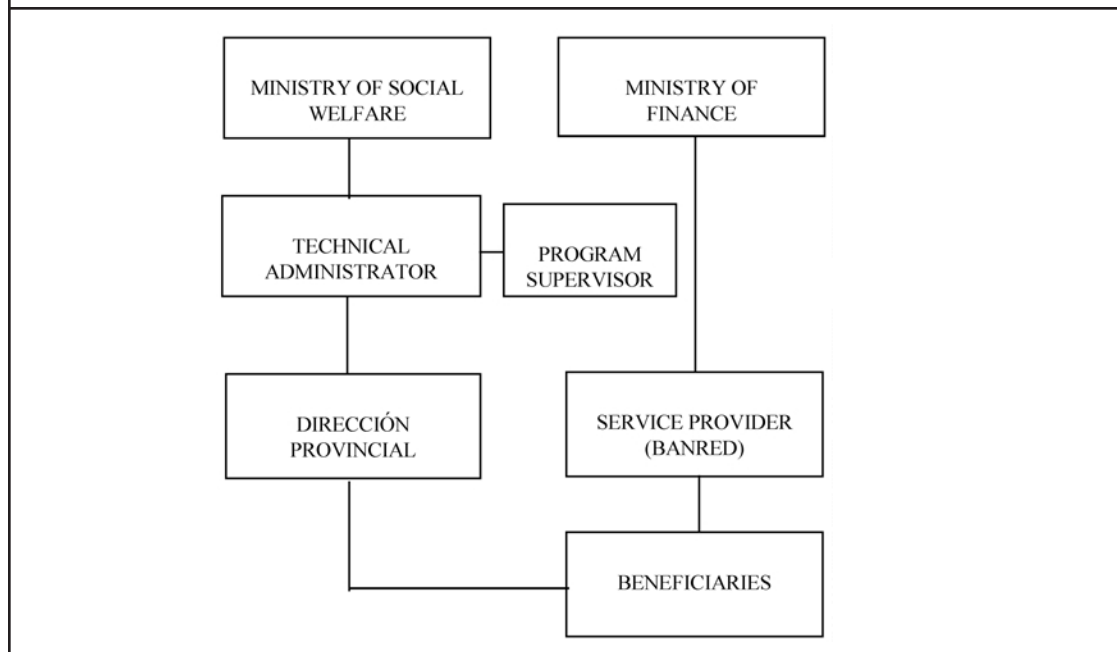 MINISTRY OF SOCIAL
WELFARE
MINISTRY OF
FINANCE
TECHNICAL
ADMINISTRATOR
PROGRAM
SUPERVISOR
DIRECCIÓN
PROVINCIAL
SERVICE PROVIDER
(BANRED)
BENEFICIARIES